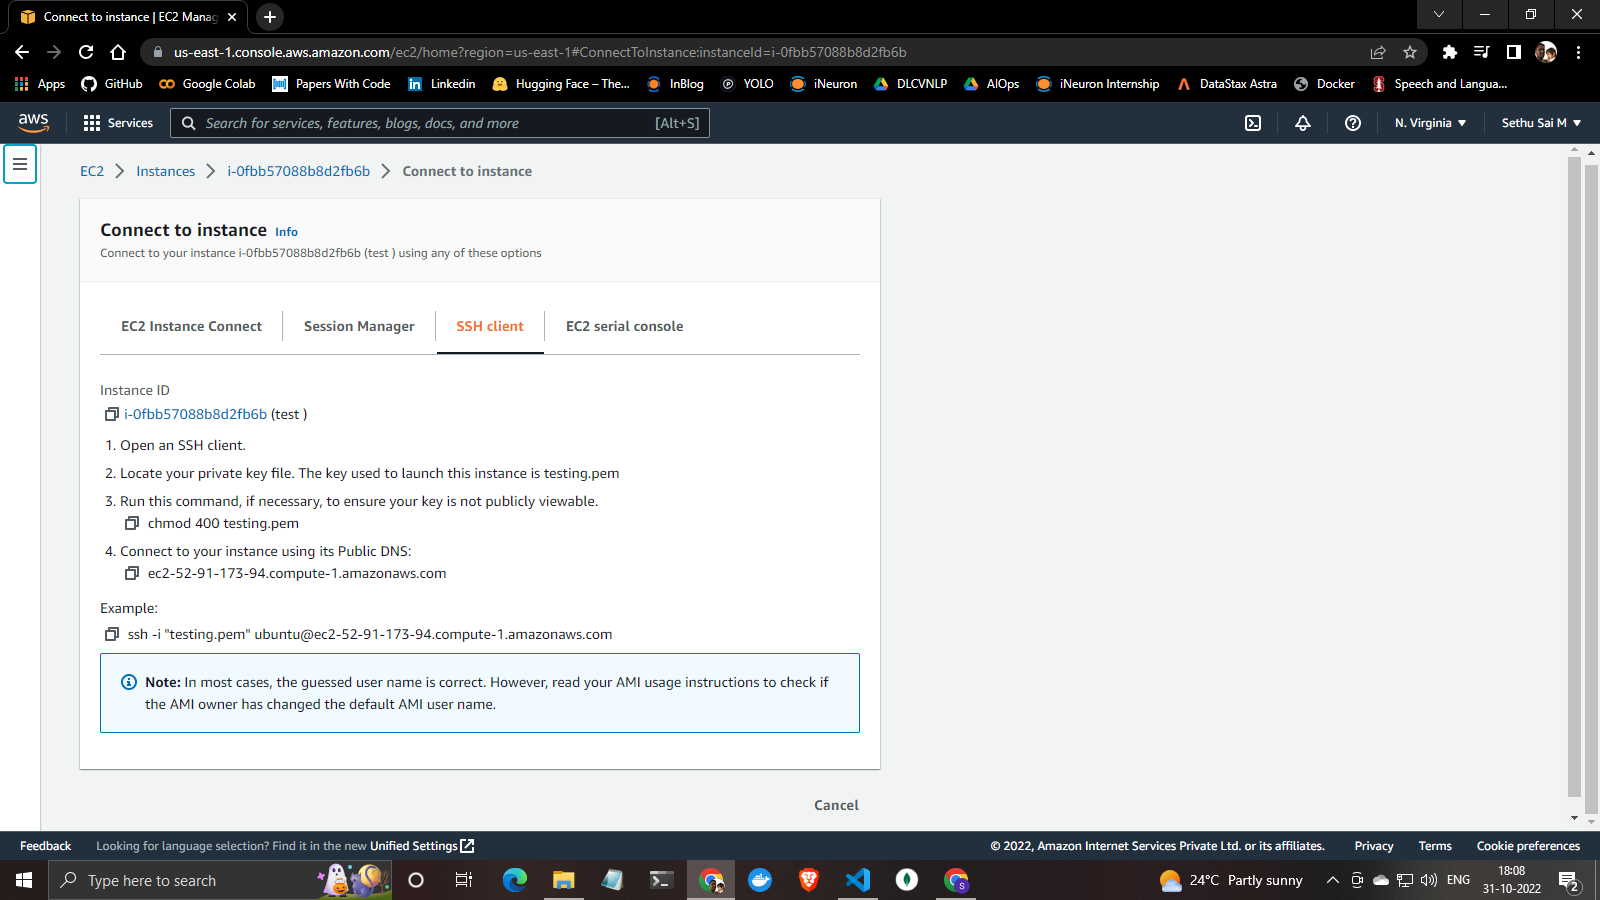 Connect to instance | EC2 Manag
us-east-1.console.aws.amazon.com/ec2/home?region=us-east-1#ConnectToInstance:instanceId=i-0fbb57088b8d2fb6b
Apps GitHub Google Colab Papers With Code Linkedin Hugging Face – The... InBlog YOLO iNeuron DLCVNLP AIOps iNeuron Internship DataStax Astra Docker Speech and Langua...
aws Services Search for services, features, blogs, docs, and more [Alt+S] N. Virginia Sethu Sai M
EC2 Instances i-0fbb57088b8d2fb6b Connect to instance
Connect to instance Info
Connect to your instance i-0fbb57088b8d2fb6b (test ) using any of these options
EC2 Instance Connect Session Manager SSH client EC2 serial console
Instance ID
i-0fbb57088b8d2fb6b (test )
1. Open an SSH client.
2. Locate your private key file. The key used to launch this instance is testing.pem
3. Run this command, if necessary, to ensure your key is not publicly viewable.
chmod 400 testing.pem
4. Connect to your instance using its Public DNS:
ec2-52-91-173-94.compute-1.amazonaws.com
Example:
ssh -i "testing.pem" ubuntu@ec2-52-91-173-94.compute-1.amazonaws.com
Note: In most cases, the guessed user name is correct. However, read your AMI usage instructions to check if
the AMI owner has changed the default AMI user name.
Cancel
Feedback Looking for language selection? Find it in the new Unified Settings © 2022, Amazon Internet Services Private Ltd. or its affiliates. Privacy Terms Cookie preferences
Type here to search 24°C Partly sunny ENG 18:08
31-10-2022 2